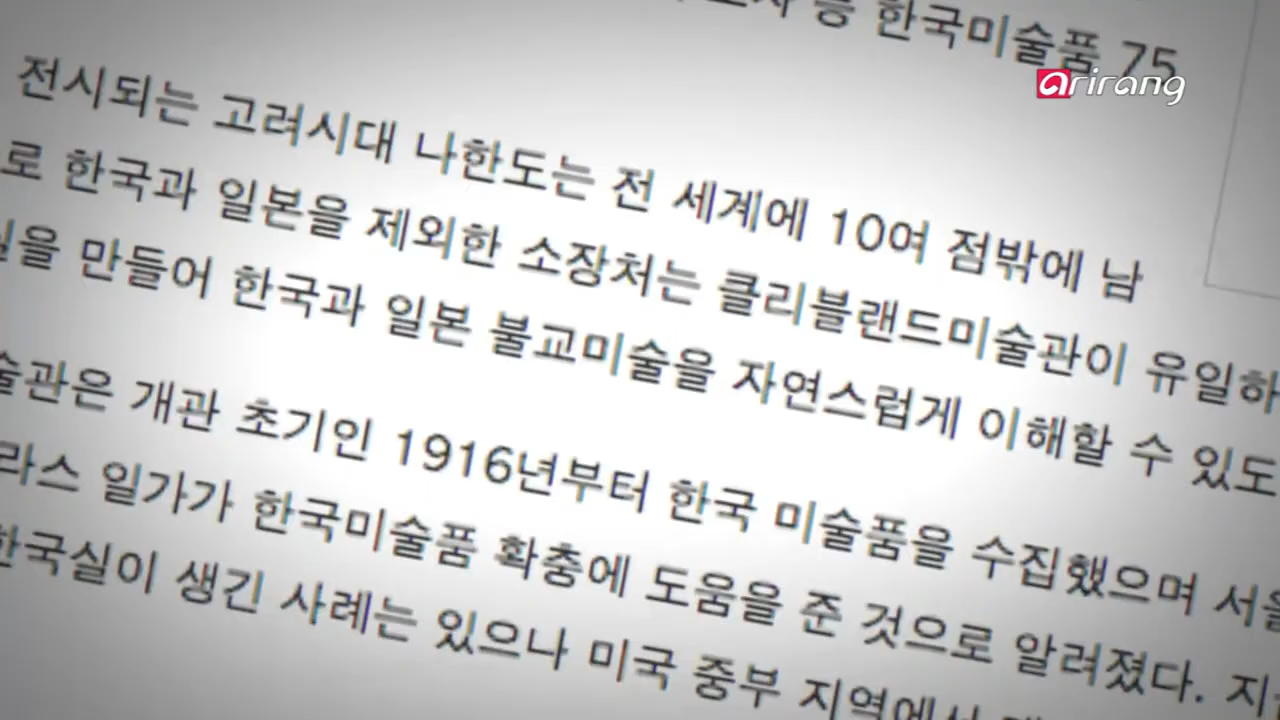 등 한국미술품 75
arirang
전시되는 고려시대 나한도는 전 세계에 10여 점밖에 남
로 한국과 일본을 제외한 소장처는 클리블랜드미술관이 유일하
만들어 한국과 일본 불교미술을 자연스럽게 이해할 수 있도
술관은 개관 초기인 1916년부터 한국 미술품을 수집했으며
라스 일가가 한국미술품 확충에 도움을 준 것으로 알려졌다.
한국실이 생긴 사례는 있으나 미국 중부 지역에서